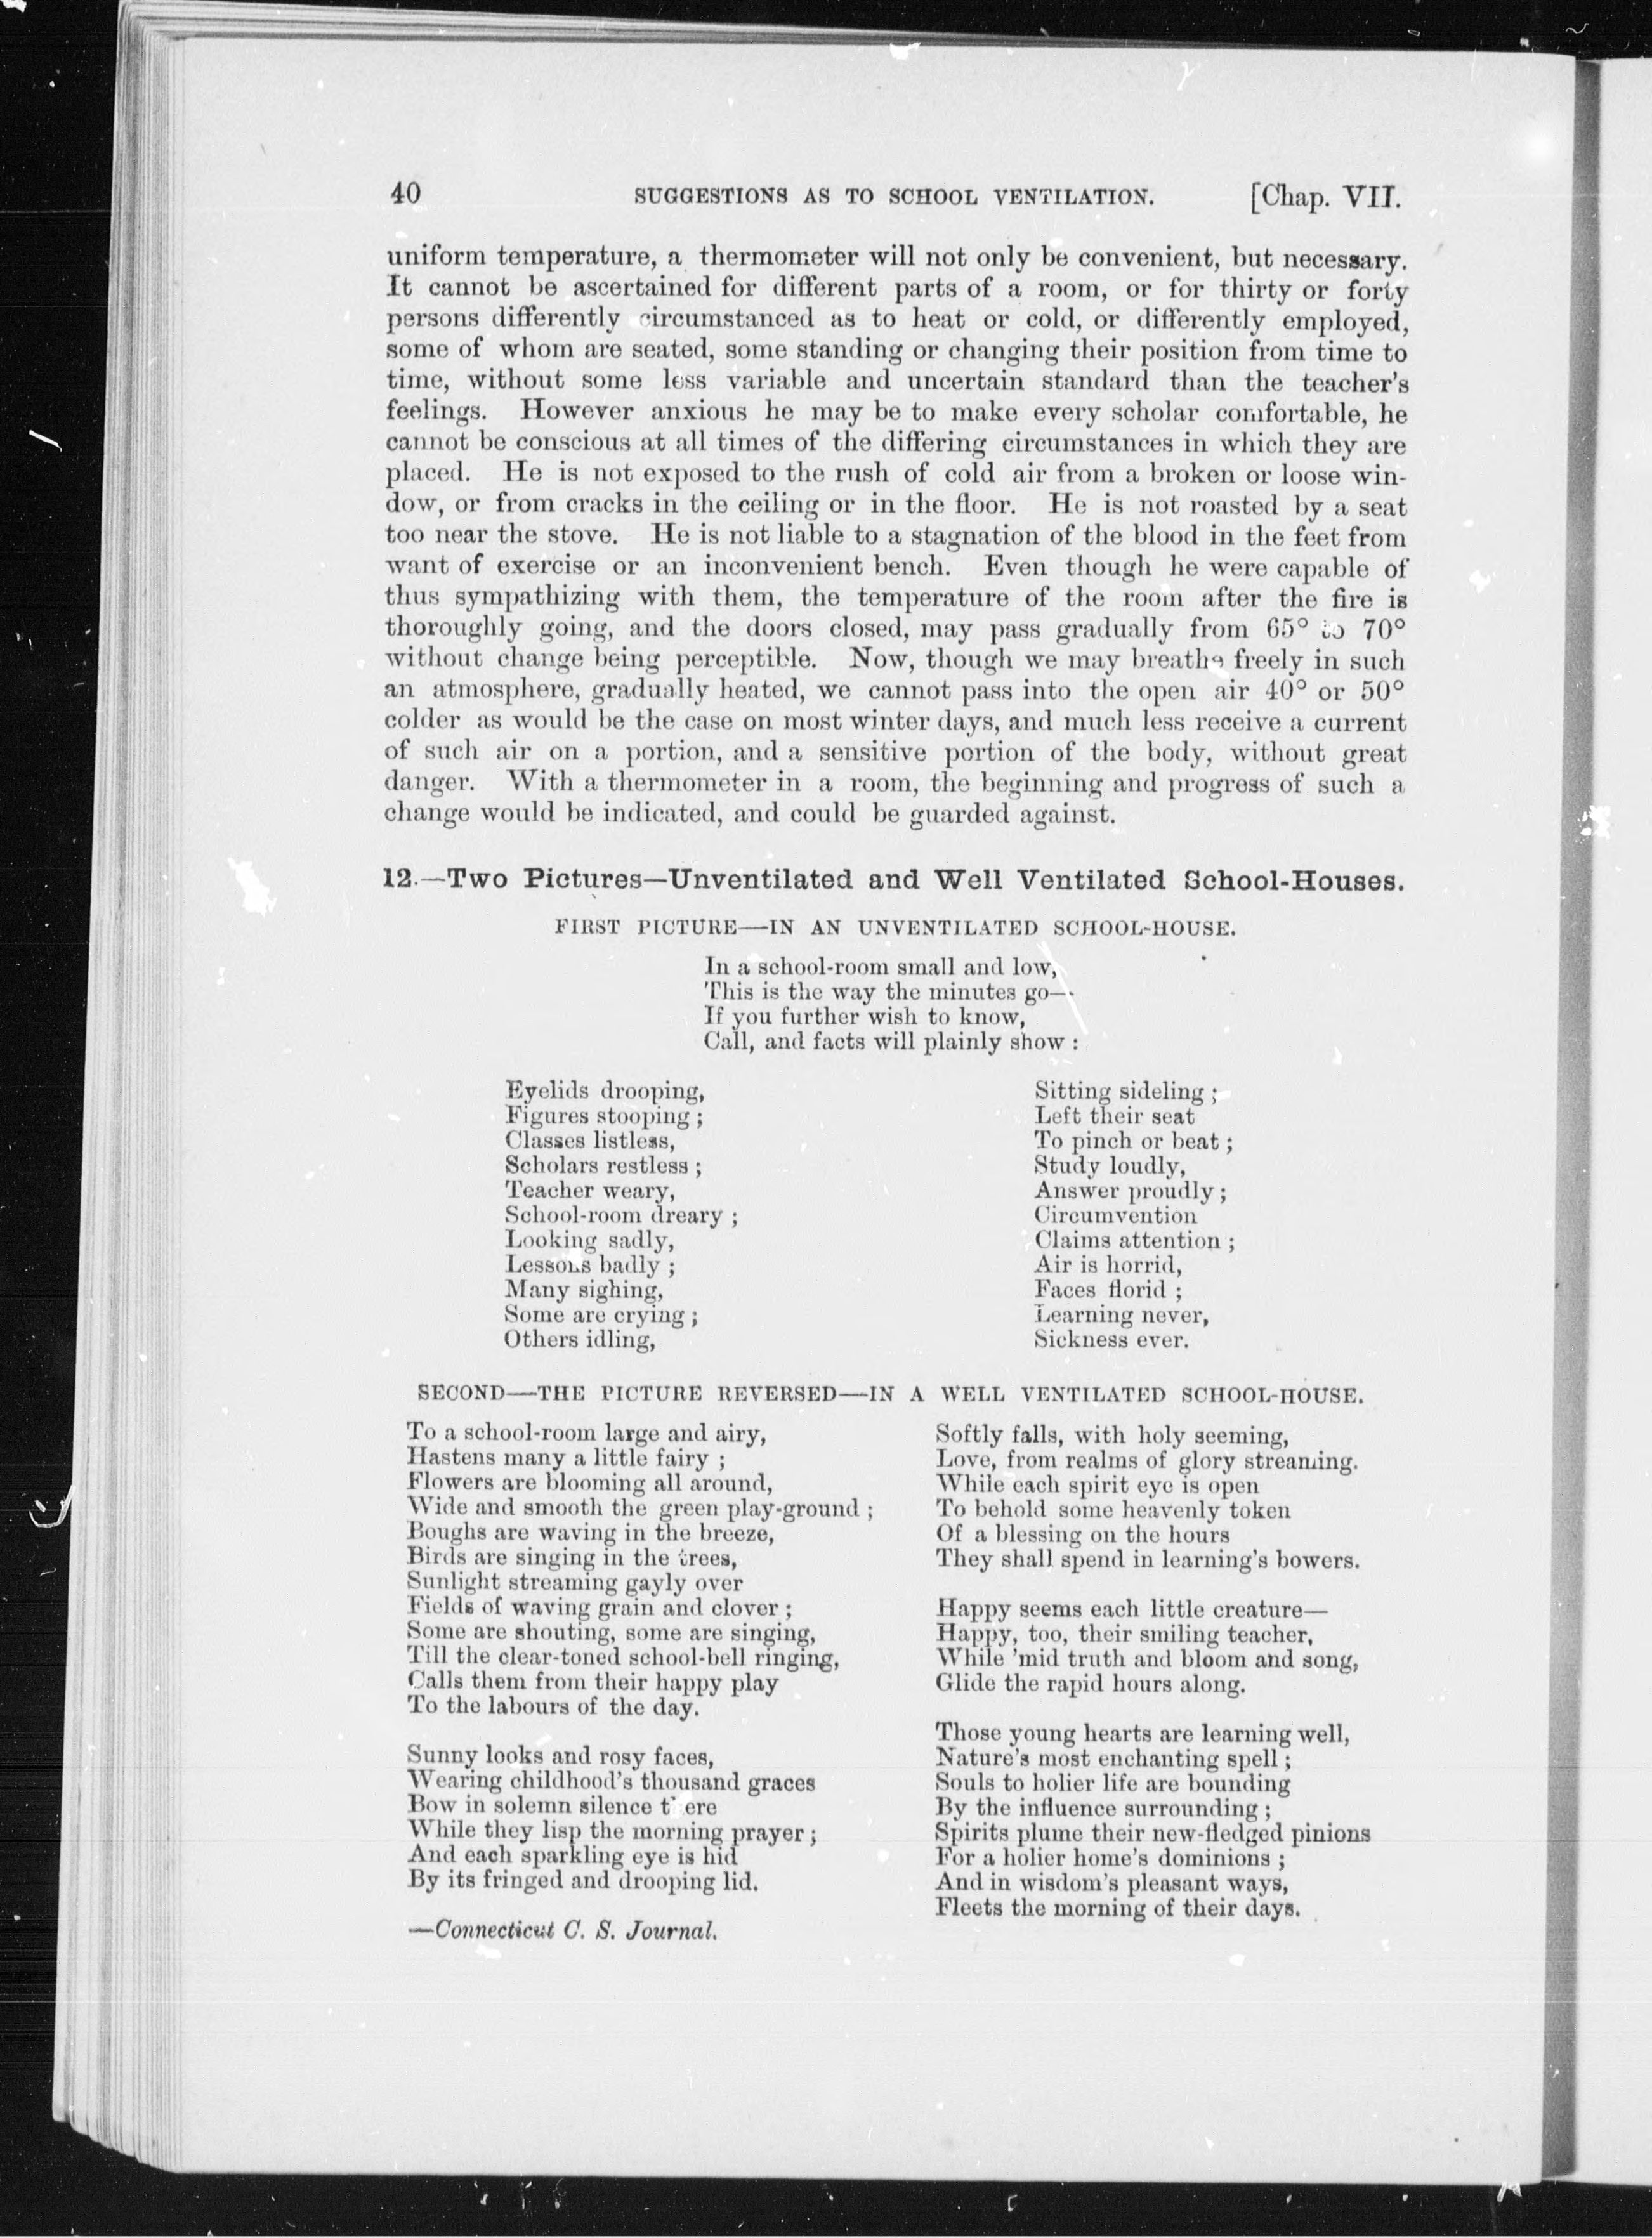 40 SUGGESTIONS AS TO SCHOOL VENTILATION. [Chap. VII.
uniform temperature, a thermometer will not only be convenient, but necessary.
It cannot be ascertained for different parts of a room, or for thirty or forty
persons differently circumstanced as to heat or cold, or differently employed,
some of whom are seated, some standing or changing their position from time to
time, without some less variable and uncertain standard than the teacher's
feelings. However anxious he may be to make every scholar comfortable, he
cannot be conscious at all times of the differing circumstances in which they are
placed. He is not exposed to the rush of cold air from a broken or loose win-
dow, or from cracks in the ceiling or in the floor. He is not roasted by a seat
too near the stove. He is not liable to a stagnation of the blood in the feet from
want of exercise or an inconvenient bench. Even though he were capable of
thus sympathizing with them, the temperature of the room after the fire is
thoroughly going, and the doors closed, may pass gradually from 65° to 70°
without change being perceptible. Now, though we may breathe freely in such
an atmosphere, gradually heated, we cannot pass into the open air 40° or 50°
colder as would be the case on most winter days, and much less receive a current
of such air on a portion, and a sensitive portion of the body, without great
danger. With a thermometer in a room, the beginning and progress of such a
change would be indicated, and could be guarded against.
12.—Two Pictures—Unventilated and Well Ventilated School-Houses.
FIRST PICTURE—IN AN UNVENTILATED SCHOOL-HOUSE.
In a school-room small and low,
This is the way the minutes go—
If you further wish to know,
Call, and facts will plainly show :
Eyelids drooping,
Figures stooping ;
Classes listless,
Scholars restless ;
Teacher weary,
School-room dreary ;
Looking sadly,
Lessons badly ;
Many sighing,
Some are crying ;
Others idling,
Sitting sideling ;
Left their seat
To pinch or beat ;
Study loudly,
Answer proudly ;
Circumvention
Claims attention ;
Air is horrid,
Faces florid ;
Learning never,
Sickness ever.
SECOND—THE PICTURE REVERSED—IN A WELL VENTILATED SCHOOL-HOUSE.
To a school-room large and airy,
Hastens many a little fairy ;
Flowers are blooming all around,
Wide and smooth the green play-ground ;
Boughs are waving in the breeze,
Birds are singing in the trees,
Sunlight streaming gayly over
Fields of waving grain and clover ;
Some are shouting, some are singing,
Till the clear-toned school-bell ringing,
Calls them from their happy play
To the labours of the day.
Sunny looks and rosy faces,
Wearing childhood's thousand graces
Bow in solemn silence there
While they lisp the morning prayer ;
And each sparkling eye is hid
By its fringed and drooping lid.
—Connecticut C. S. Journal.
Softly falls, with holy seeming,
Love, from realms of glory streaming.
While each spirit eye is open
To behold some heavenly token
Of a blessing on the hours
They shall spend in learning's bowers.
Happy seems each little creature—
Happy, too, their smiling teacher,
While 'mid truth and bloom and song,
Glide the rapid hours along.
Those young hearts are learning well,
Nature's most enchanting spell ;
Souls to holier life are bounding
By the influence surrounding ;
Spirits plume their new-fledged pinions
For a holier home's dominions ;
And in wisdom's pleasant ways,
Fleets the morning of their days.